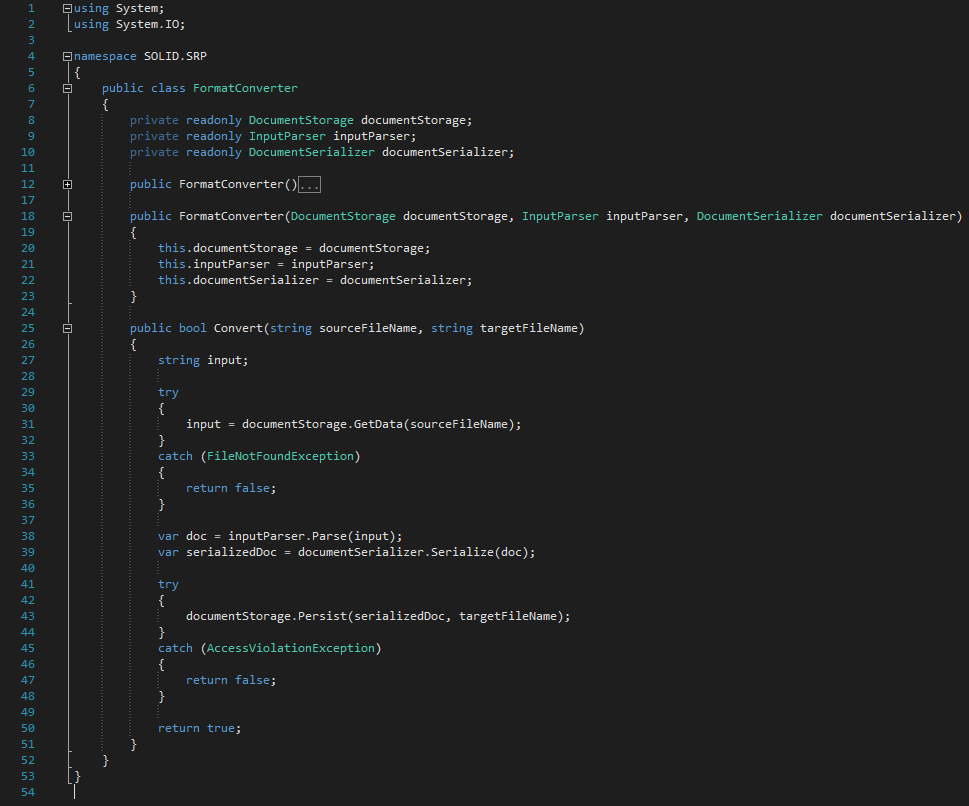 1 using System;
2 using System.IO;
3
4 namespace SOLID.SRP
5 {
6     public class FormatConverter
7     {
8         private readonly DocumentStorage documentStorage;
9         private readonly InputParser inputParser;
10         private readonly DocumentSerializer documentSerializer;
11
12         public FormatConverter()...
17
18         public FormatConverter(DocumentStorage documentStorage, InputParser inputParser, DocumentSerializer documentSerializer)
19         {
20             this.documentStorage = documentStorage;
21             this.inputParser = inputParser;
22             this.documentSerializer = documentSerializer;
23         }
24
25         public bool Convert(string sourceFileName, string targetFileName)
26         {
27             string input;
28
29             try
30             {
31                 input = documentStorage.GetData(sourceFileName);
32             }
33             catch (FileNotFoundException)
34             {
35                 return false;
36             }
37
38             var doc = inputParser.Parse(input);
39             var serializedDoc = documentSerializer.Serialize(doc);
40
41             try
42             {
43                 documentStorage.Persist(serializedDoc, targetFileName);
44             }
45             catch (AccessViolationException)
46             {
47                 return false;
48             }
49
50             return true;
51         }
52     }
53 }
54